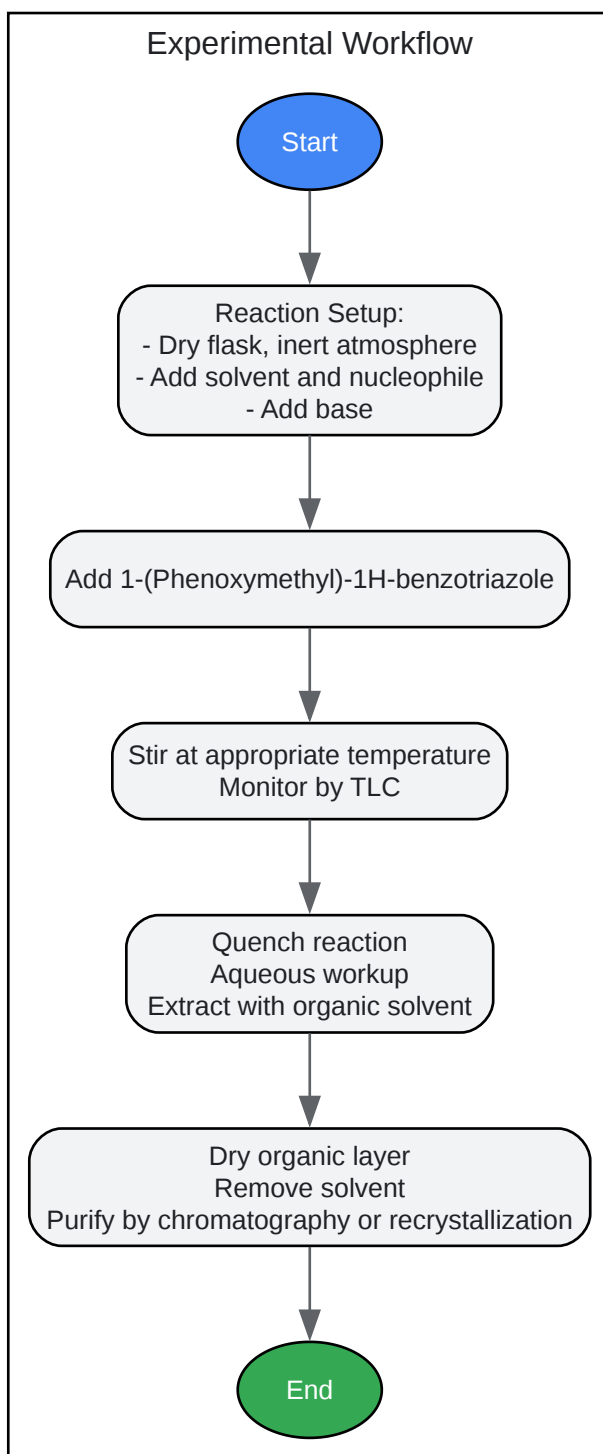 Experimental Workflow
Start
Reaction Setup:
- Dry flask, inert atmosphere
- Add solvent and nucleophile
- Add base
Add 1-(Phenoxymethyl)-1H-benzotriazole
Stir at appropriate temperature
Monitor by TLC
Quench reaction
Aqueous workup
Extract with organic solvent
Dry organic layer
Remove solvent
Purify by chromatography or recrystallization
End